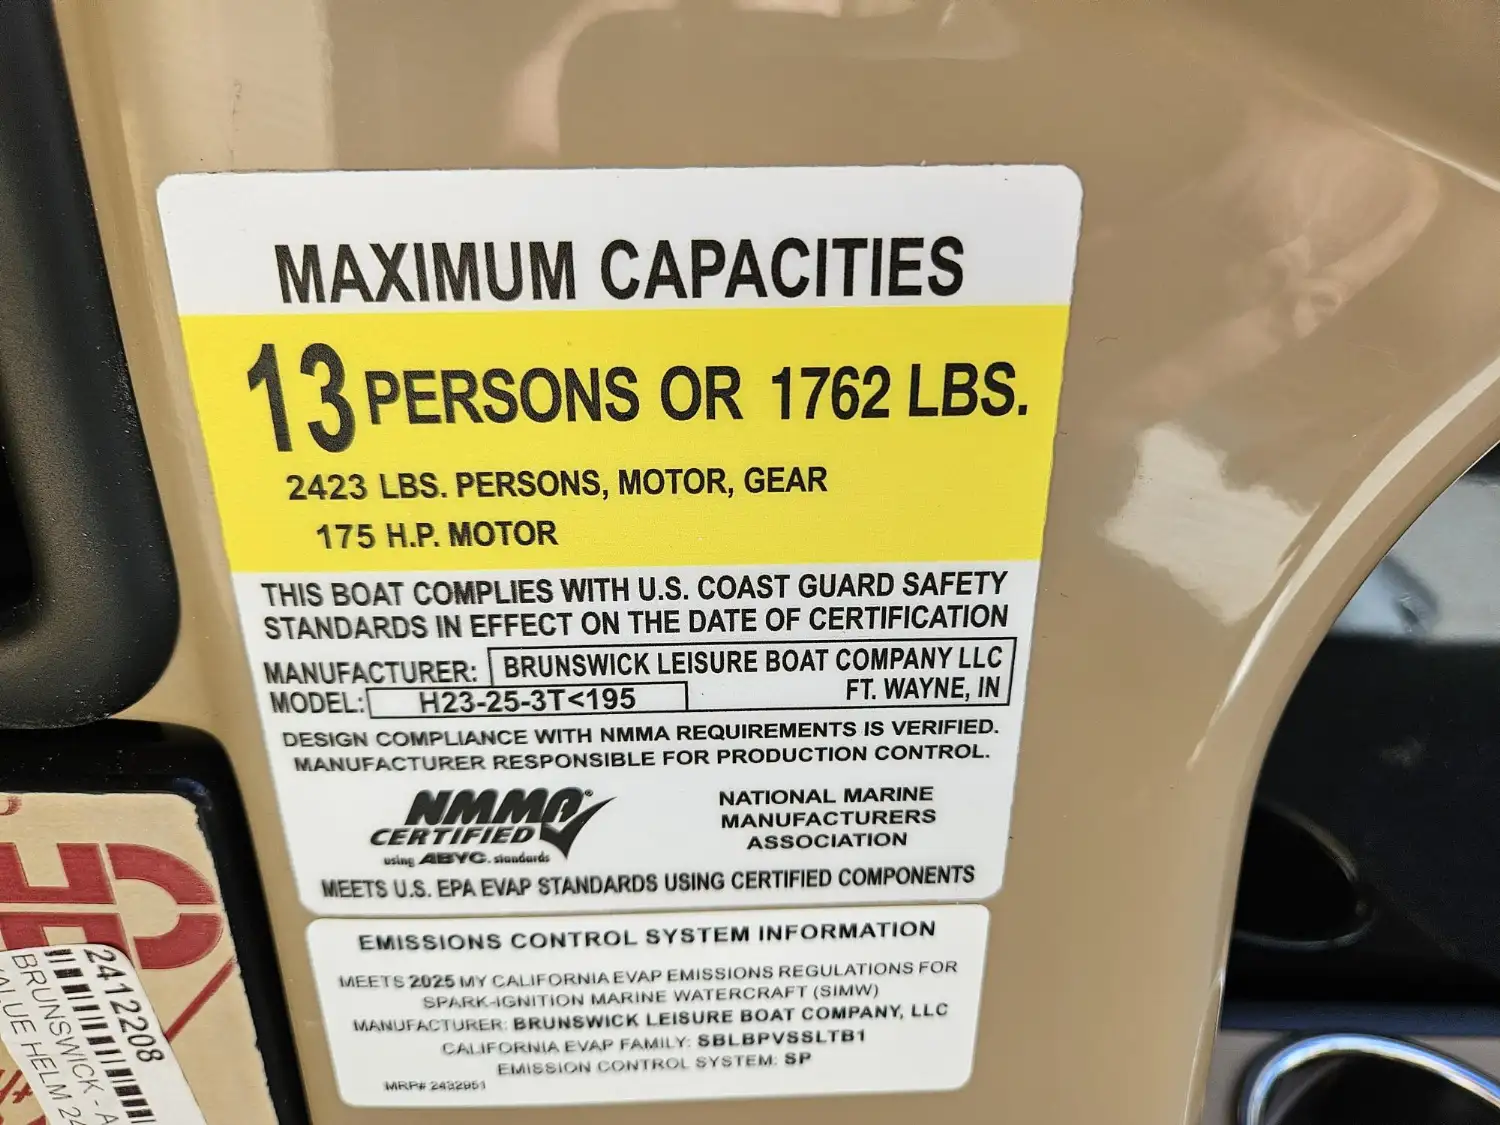 MAXIMUM CAPACITIES
13 PERSONS OR 1762 LBS.
2423 LBS. PERSONS, MOTOR, GEAR
175 H.P. MOTOR
THIS BOAT COMPLIES WITH U.S. COAST GUARD SAFETY
STANDARDS IN EFFECT ON THE DATE OF CERTIFICATION
MANUFACTURER: BRUNSWICK LEISURE BOAT COMPANY LLC
MODEL: H23-25-3T<195 FT. WAYNE, IN
DESIGN COMPLIANCE WITH NMMA REQUIREMENTS IS VERIFIED.
MANUFACTURER RESPONSIBLE FOR PRODUCTION CONTROL.
NMMA®
CERTIFIED
using ABYC. standards
NATIONAL MARINE
MANUFACTURERS
ASSOCIATION
MEETS U.S. EPA EVAP STANDARDS USING CERTIFIED COMPONENTS
EMISSIONS CONTROL SYSTEM INFORMATION
MEETS 2025 MY CALIFORNIA EVAP EMISSIONS REGULATIONS FOR
SPARK-IGNITION MARINE WATERCRAFT (SIMW)
MANUFACTURER: BRUNSWICK LEISURE BOAT COMPANY, LLC
CALIFORNIA EVAP FAMILY: SBLBPVSSLTB1
EMISSION CONTROL SYSTEM: SP
MRP# 2432951
2412208
BRUNSWICK - A
VALUE HELM 24